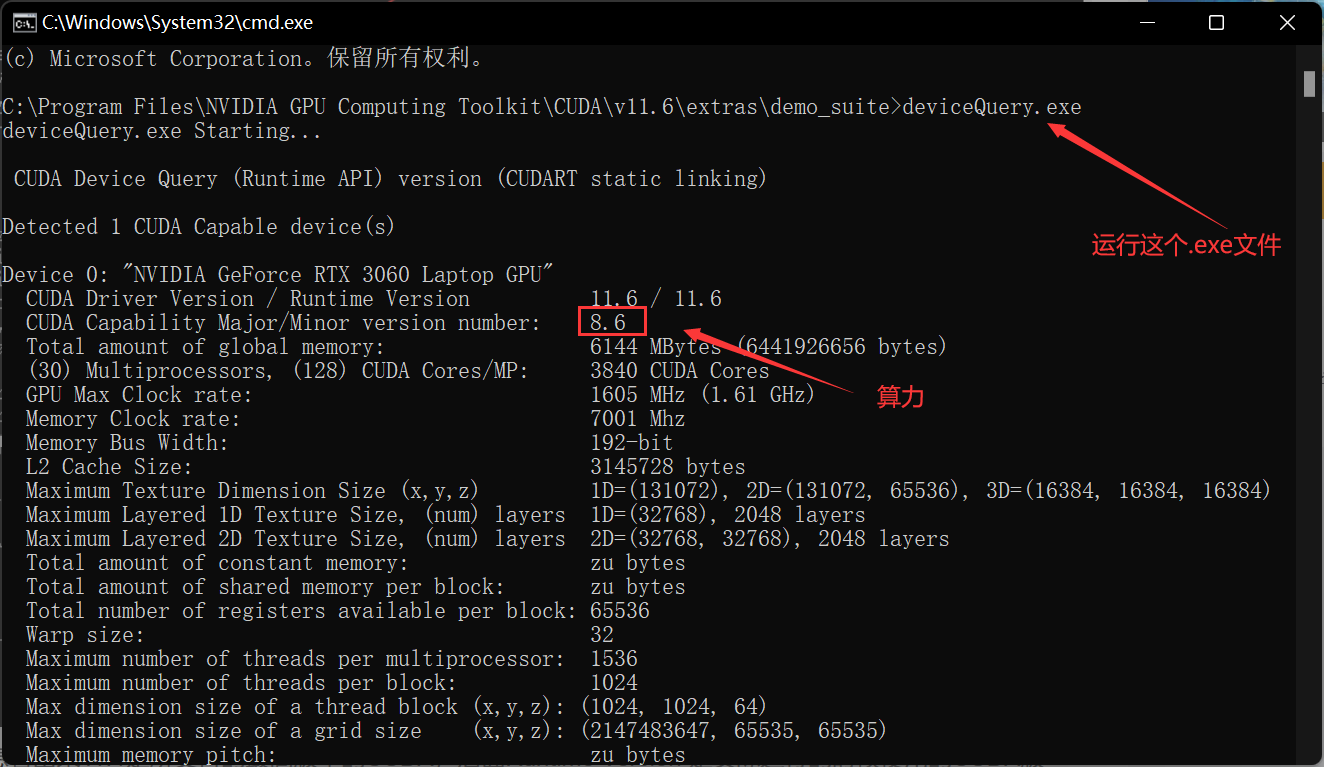 C:\Windows\System32\cmd.exe
(c) Microsoft Corporation。保留所有权利。
C:\Program Files\NVIDIA GPU Computing Toolkit\CUDA\v11.6\extras\demo_suite>deviceQuery.exe
deviceQuery.exe Starting...
CUDA Device Query (Runtime API) version (CUDART static linking)
Detected 1 CUDA Capable device(s)
运行这个.exe文件
Device 0: "NVIDIA GeForce RTX 3060 Laptop GPU"
CUDA Driver Version / Runtime Version 11.6 / 11.6
CUDA Capability Major/Minor version number: 8.6
Total amount of global memory: 6144 MBytes (6441926656 bytes)
(30) Multiprocessors, (128) CUDA Cores/MP: 3840 CUDA Cores
GPU Max Clock rate: 1605 MHz (1.61 GHz)
算力
Memory Clock rate: 7001 Mhz
Memory Bus Width: 192-bit
L2 Cache Size: 3145728 bytes
Maximum Texture Dimension Size (x,y,z) 1D=(131072), 2D=(131072, 65536), 3D=(16384, 16384, 16384)
Maximum Layered 1D Texture Size, (num) layers 1D=(32768), 2048 layers
Maximum Layered 2D Texture Size, (num) layers 2D=(32768, 32768), 2048 layers
Total amount of constant memory: zu bytes
Total amount of shared memory per block: zu bytes
Total number of registers available per block: 65536
Warp size: 32
Maximum number of threads per multiprocessor: 1536
Maximum number of threads per block: 1024
Max dimension size of a thread block (x,y,z): (1024, 1024, 64)
Max dimension size of a grid size (x,y,z): (2147483647, 65535, 65535)
Maximum memory pitch: zu bytes